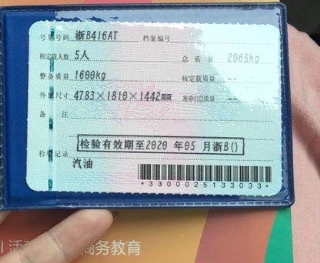 号牌号码 浙B416AT 档案编号
核定载人数 5人 总质量 2065kg
整备质量 1600kg 核定载质量
外廓尺寸 4783×1810×1442mm 准牵引总质量
备注
检验有效期至2020年05月浙B()
检验记录
汽油
*3300025133033*
商务教育